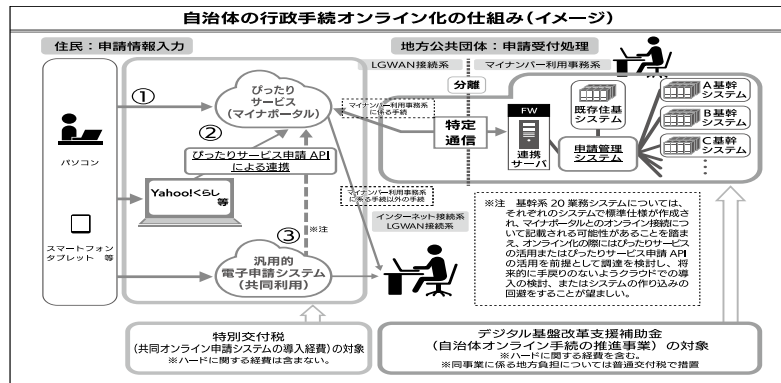 自治体の行政手続オンライン化の仕組み(イメージ)
住民:申請情報入力
地方公共団体:申請受付処理
LGWAN接続系
マイナンバー利用事務系
分離
①
ぴったり
サービス
(マイナポータル)
マイナンバー利用事務系
に係る手続
特定
通信
FW
連携
サーバ
既存住基
システム
申請管理
システム
A基幹
システム
B基幹
システム
C基幹
システム
②
パソコン
ぴったりサービス申請API
による連携
Yahoo!くらし
等
マイナンバー利用事務系
に係る手続以外の手続
③
※注
インターネット接続系
LGWAN接続系
スマートフォン
タブレット 等
汎用的
電子申請システム
(共同利用)
※注 基幹系20業務システムについては、
それぞれのシステムで標準仕様が作成さ
れ、マイナポータルとのオンライン接続につ
いて記載される可能性があることを踏ま
え、オンライン化の際にはぴったりサービス
の活用またはぴったりサービス申請API
の活用を前提として調達を検討し、将
来的に手戻りのないようクラウドでの導
入の検討、またはシステムの作り込みの
回避をすることが望ましい。
特別交付税
(共同オンライン申請システムの導入経費)の対象
※ハードに関する経費は含まない。
デジタル基盤改革支援補助金
(自治体オンライン手続の推進事業)の対象
※ハードに関する経費を含む。
※同事業に係る地方負担については普通交付税で措置